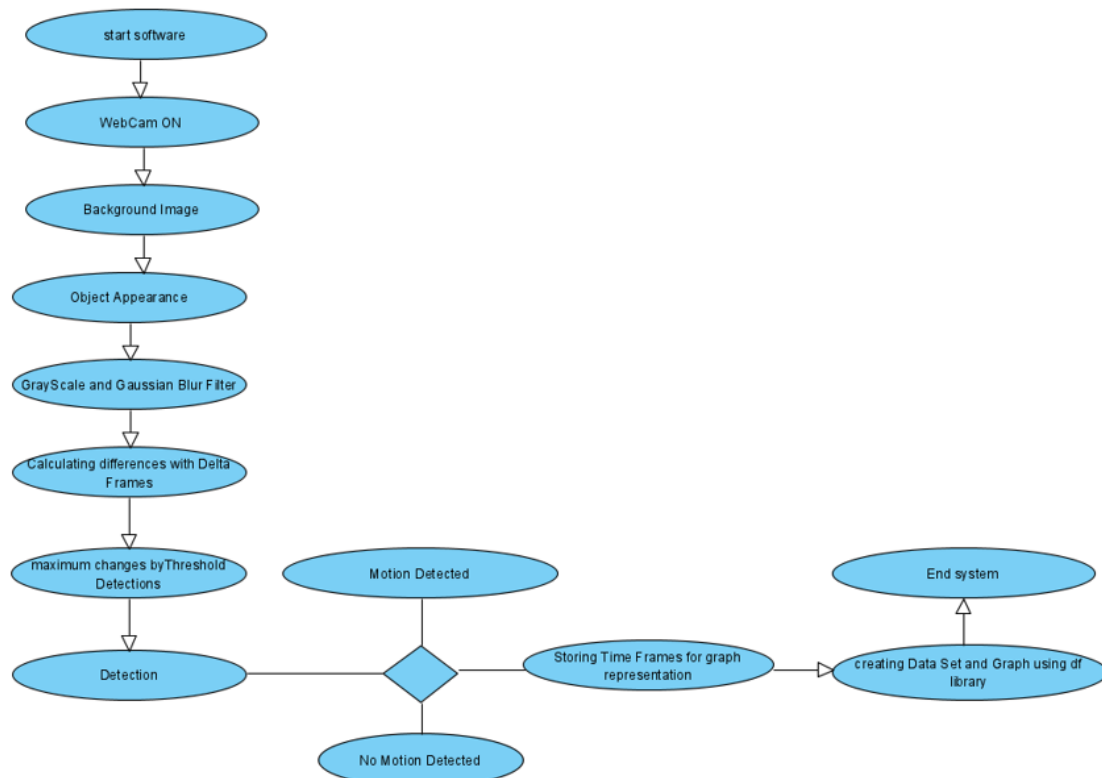 start software
WebCam ON
Background Image
Object Appearance
GrayScale and Gaussian Blur Filter
Calculating differences with Delta
Frames
maximum changes byThreshold
Detections
Detection
Motion Detected
No Motion Detected
Storing Time Frames for graph
representation
creating Data Set and Graph using df
library
End system